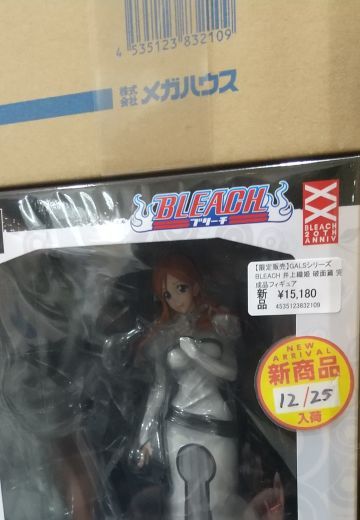 4 535123 832109
株式会社 メガハウス
BLEACH
ブリーチ
XX
BLEACH
20TH
ANNIV
【限定販売】GALSシリーズ
BLEACH 井上織姫 破面篇 完
成品フィギュア
新品 ¥15,180
4535123832109
NEW
ARRIVAL
新商品
12/25
入荷